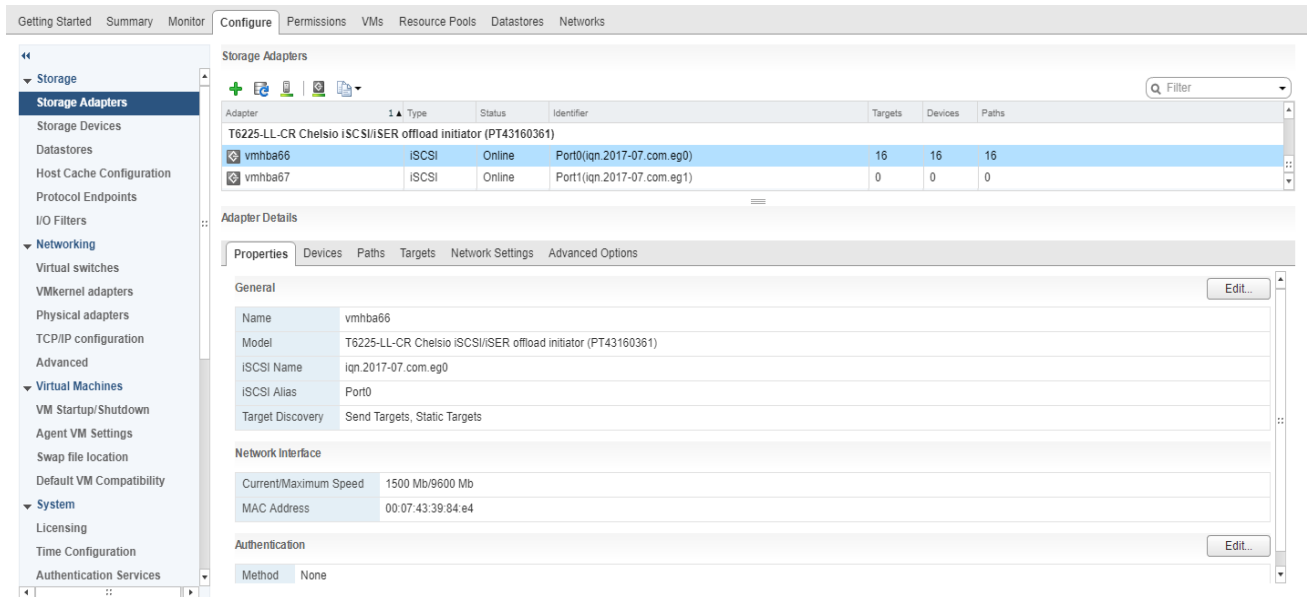 Getting Started Summary Monitor Configure Permissions VMs Resource Pools Datastores Networks
Storage
Storage Adapters
Storage Devices
Datastores
Host Cache Configuration
Protocol Endpoints
I/O Filters
Networking
Virtual switches
VMkernel adapters
Physical adapters
TCP/IP configuration
Advanced
Virtual Machines
VM Startup/Shutdown
Agent VM Settings
Swap file location
Default VM Compatibility
System
Licensing
Time Configuration
Authentication Services
Storage Adapters
Filter
Adapter 1 ▲ Type Status Identifier Targets Devices Paths
T6225-LL-CR Chelsio iSCSI/iSER offload initiator (PT43160361)
vmhba66 iSCSI Online Port0(iqn.2017-07.com.eg0) 16 16 16
vmhba67 iSCSI Online Port1(iqn.2017-07.com.eg1) 0 0 0
Adapter Details
Properties Devices Paths Targets Network Settings Advanced Options
General Edit...
Name vmhba66
Model T6225-LL-CR Chelsio iSCSI/iSER offload initiator (PT43160361)
iSCSI Name iqn.2017-07.com.eg0
iSCSI Alias Port0
Target Discovery Send Targets, Static Targets
Network Interface
Current/Maximum Speed 1500 Mb/9600 Mb
MAC Address 00:07:43:39:84:e4
Authentication Edit...
Method None